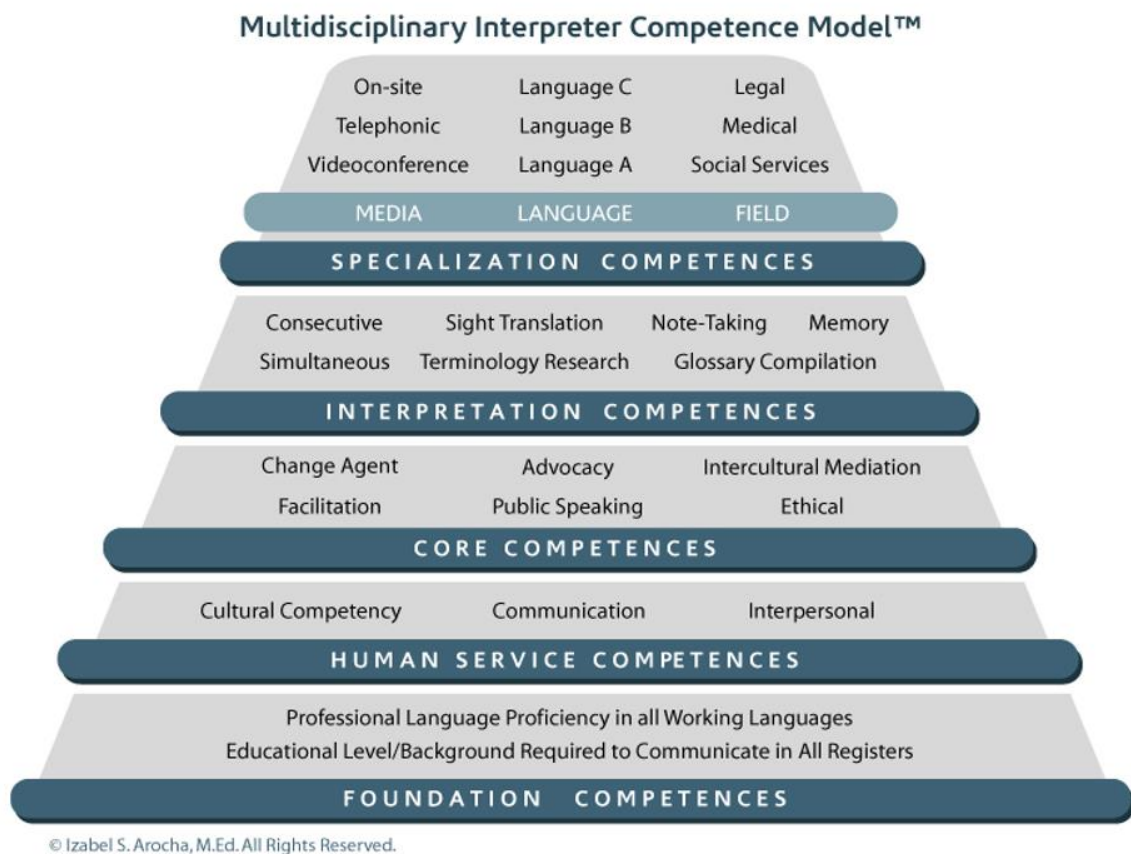 Multidisciplinary Interpreter Competence Model™
On-site Language C Legal
Telephonic Language B Medical
Videoconference Language A Social Services
MEDIA LANGUAGE FIELD
SPECIALIZATION COMPETENCES
Consecutive Sight Translation Note-Taking Memory
Simultaneous Terminology Research Glossary Compilation
INTERPRETATION COMPETENCES
Change Agent Advocacy Intercultural Mediation
Facilitation Public Speaking Ethical
CORE COMPETENCES
Cultural Competency Communication Interpersonal
HUMAN SERVICE COMPETENCES
Professional Language Proficiency in all Working Languages
Educational Level/Background Required to Communicate in All Registers
FOUNDATION COMPETENCES
© Izabel S. Arocha, M.Ed. All Rights Reserved.